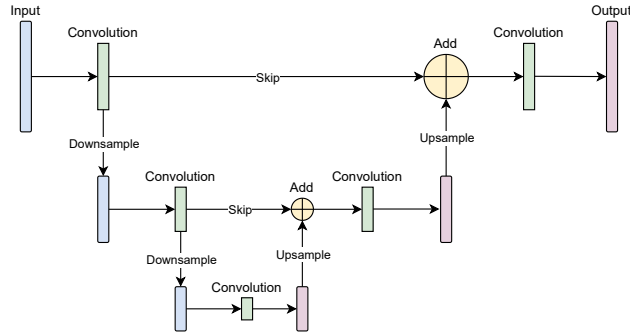 Input
Output
Convolution
Add
Convolution
Skip
Downsample
Upsample
Convolution
Add
Convolution
Skip
Downsample
Upsample
Convolution